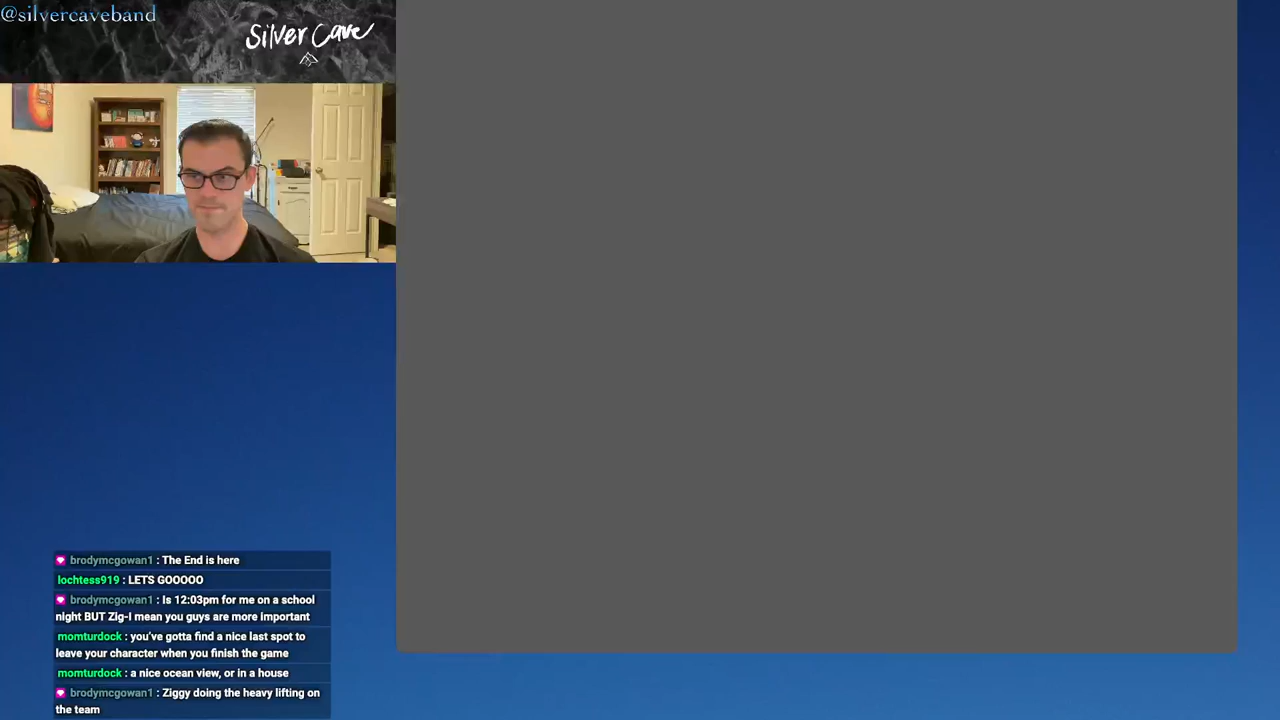 @silvercaveband
Silver Cave
brodymcgowan1 : The End is here
lochtess919 : LETS GOOOOO
brodymcgowan1 : Is 12:03pm for me on a school
night BUT Zig-I mean you guys are more important
momturdock : you've gotta find a nice last spot to
leave your character when you finish the game
momturdock : a nice ocean view, or in a house
brodymcgowan1 : Ziggy doing the heavy lifting on
the team